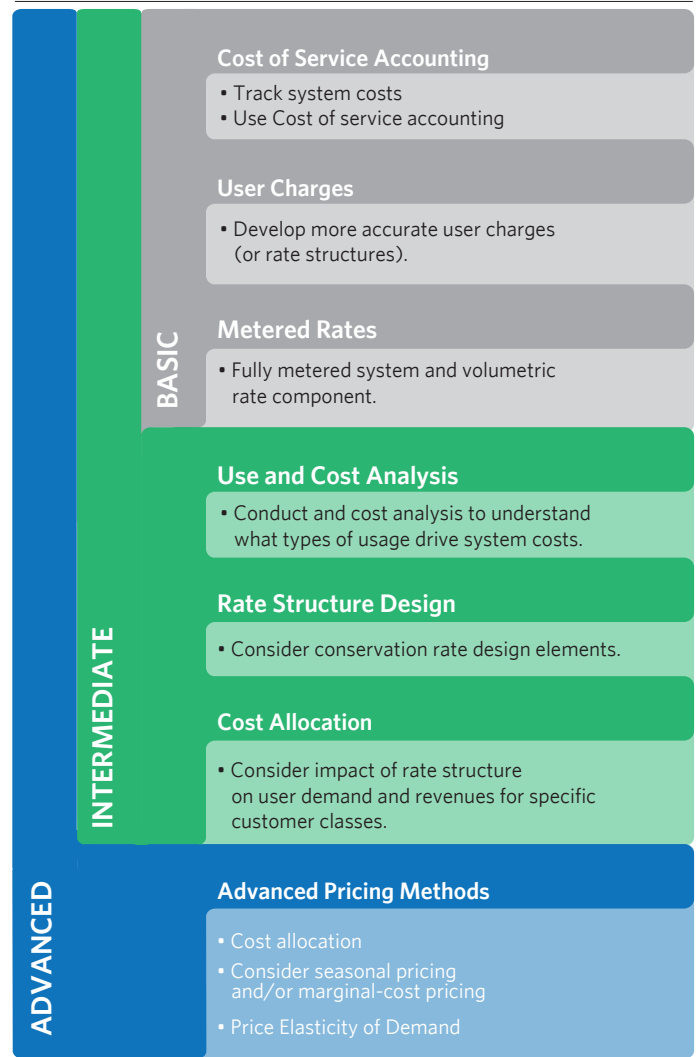 Cost of Service Accounting
• Track system costs
• Use Cost of service accounting
User Charges
• Develop more accurate user charges
(or rate structures).
BASIC
Metered Rates
• Fully metered system and volumetric
rate component.
Use and Cost Analysis
• Conduct and cost analysis to understand
what types of usage drive system costs.
Rate Structure Design
• Consider conservation rate design elements.
INTERMEDIATE
Cost Allocation
• Consider impact of rate structure
on user demand and revenues for specific
customer classes.
ADVANCED
Advanced Pricing Methods
• Cost allocation
• Consider seasonal pricing
and/or marginal-cost pricing
• Price Elasticity of Demand